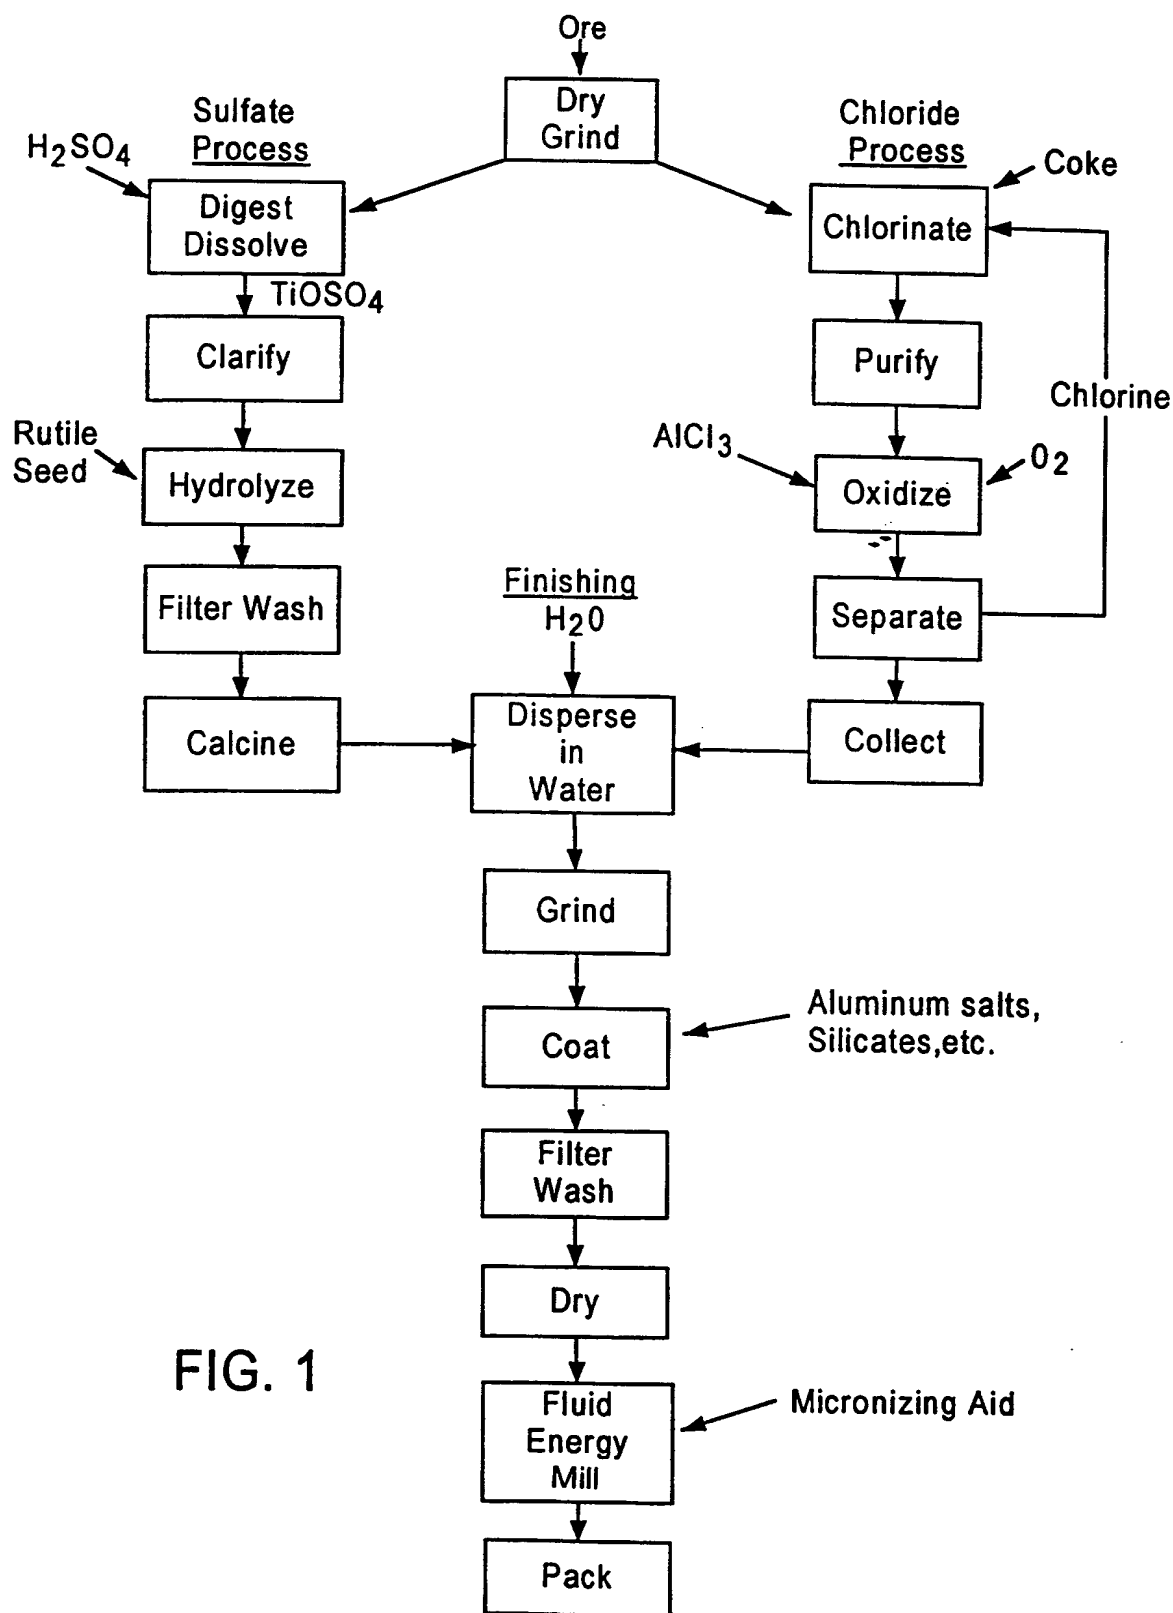 Ore
Dry
Grind
Sulfate
Process
H2SO4
Digest
Dissolve
TiOSO4
Clarify
Rutile
Seed
Hydrolyze
Filter Wash
Calcine
Chloride
Process
Coke
Chlorinate
Purify
Chlorine
AlCl3
O2
Oxidize
Separate
Collect
Finishing
H2O
Disperse
in
Water
Grind
Coat
Aluminum salts,
Silicates,etc.
Filter
Wash
Dry
Fluid
Energy
Mill
Micronizing Aid
Pack
FIG. 1